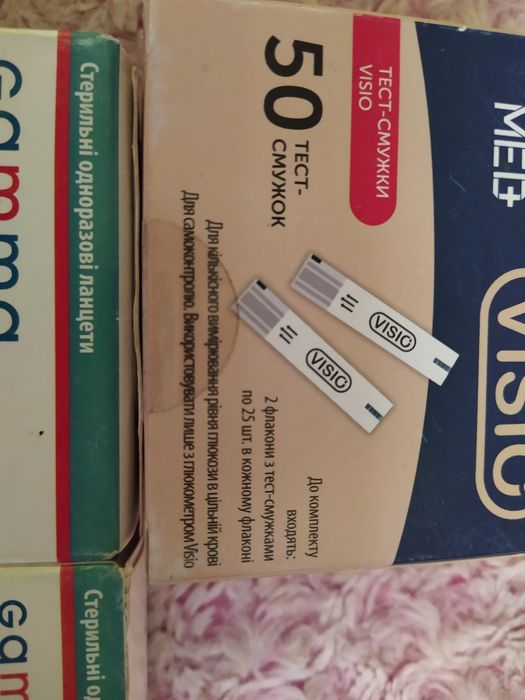 MED
VISIO
ТЕСТ-СМУЖКИ
VISIO
50 ТЕСТ-
СМУЖОК
VISIO
VISIO
До комплекту
входять:
2 флакони з тест-смужками
по 25 шт. в кожному флаконі
Для кількісного вимірювання рівня глюкози в цільній крові
Для самоконтролю. Використовувати лише з глюкометром Visio
Стерильні одноразові ланцети
Gamma
Стерильні од